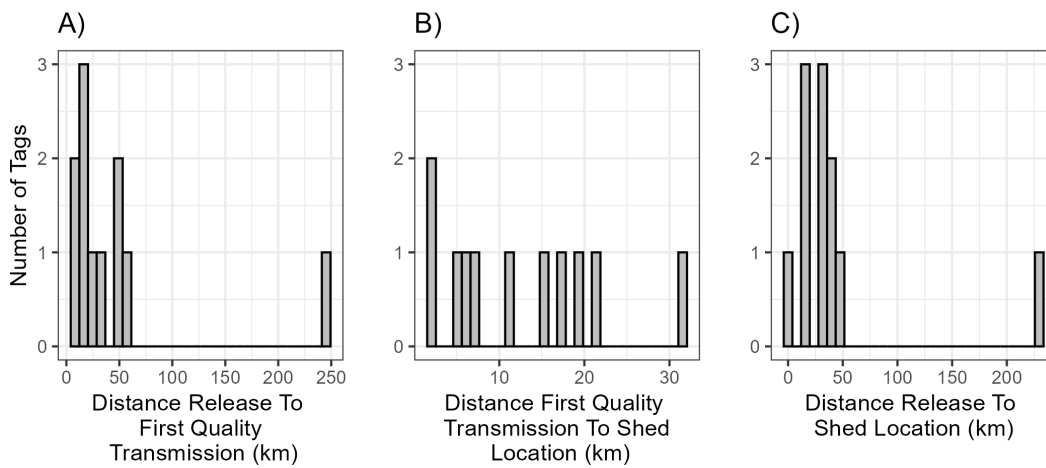 A)
B)
C)
Number of Tags
3
2
1
0
0 50 100 150 200 250
Distance Release To
First Quality
Transmission (km)
3
2
1
0
10 20 30
Distance First Quality
Transmission To Shed
Location (km)
3
2
1
0
0 50 100 150 200
Distance Release To
Shed Location (km)